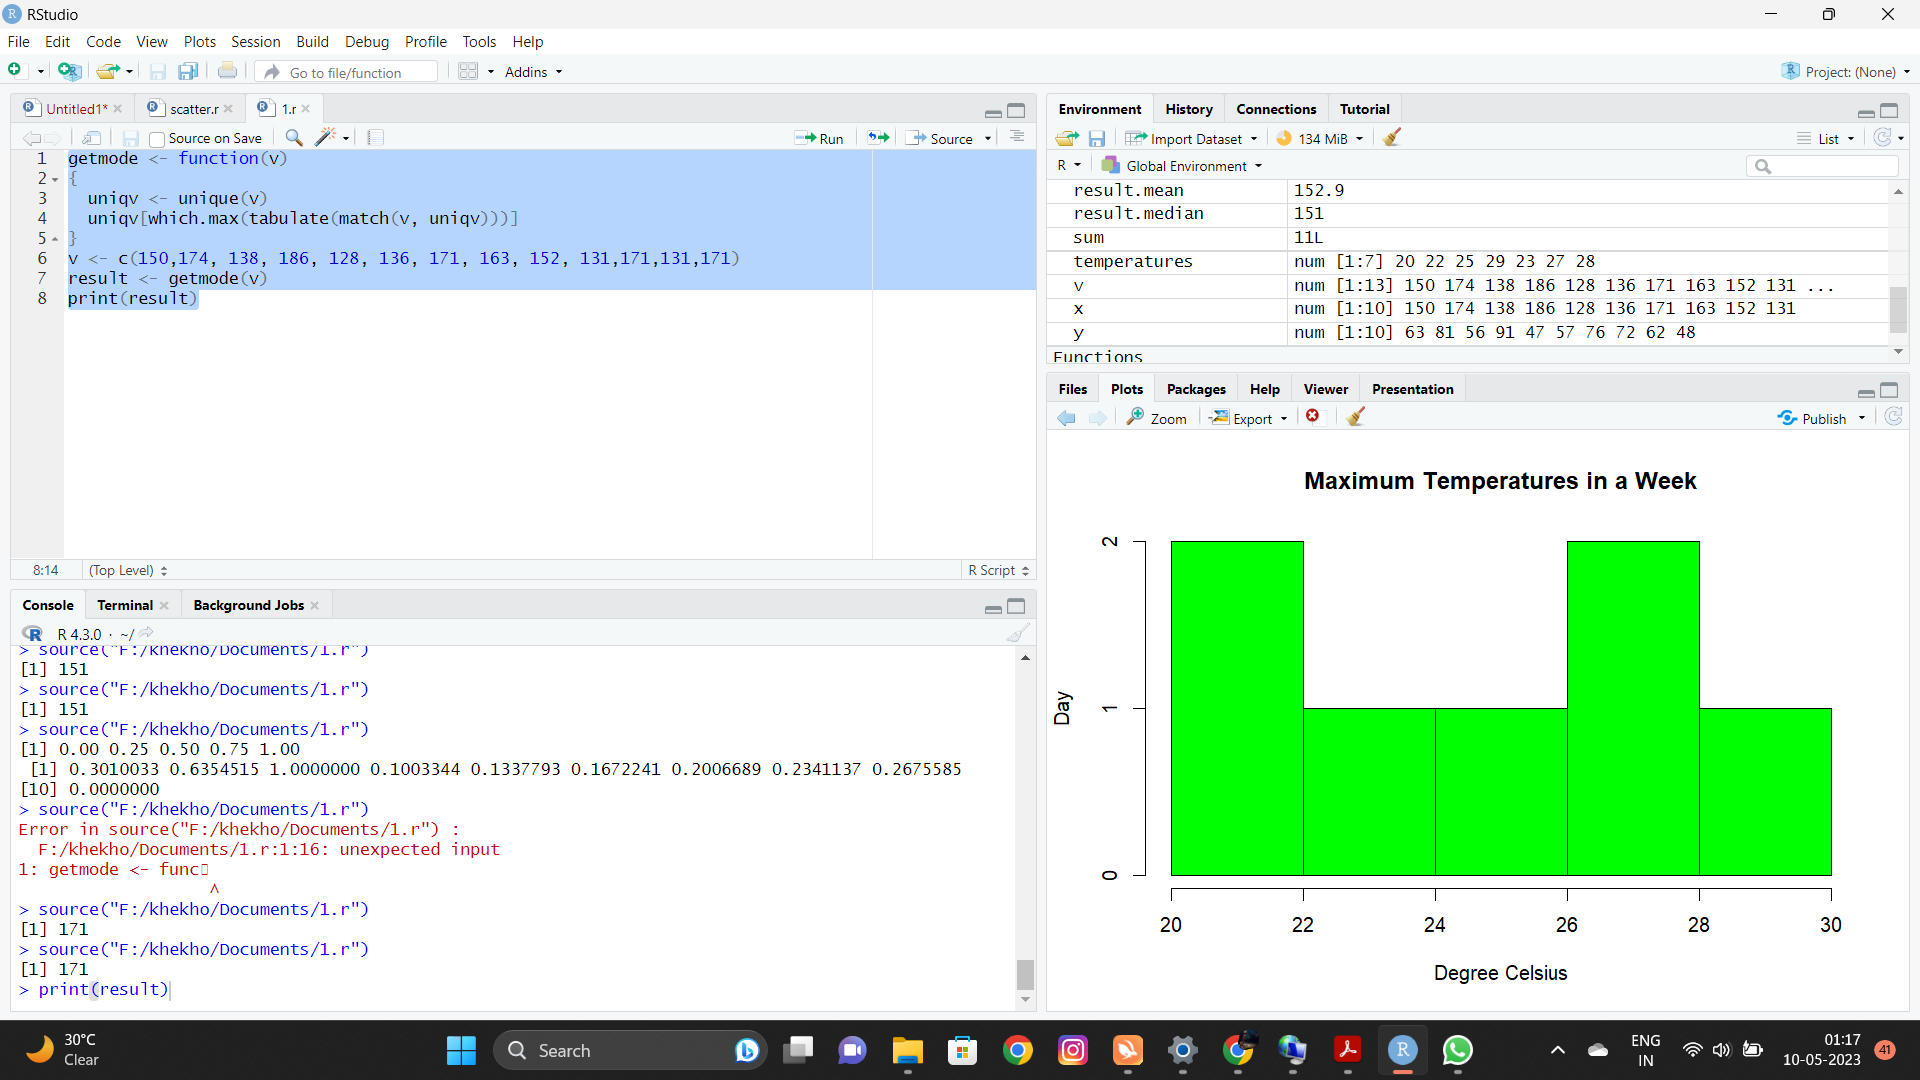 RStudio
File Edit Code View Plots Session Build Debug Profile Tools Help
Go to file/function Addins Project: (None)
Untitled1* scatter.r 1.r
Source on Save Run Source
1 getmode <- function(v)
2 {
3 uniqv <- unique(v)
4 uniqv[which.max(tabulate(match(v, uniqv)))]
5 }
6 v <- c(150,174, 138, 186, 128, 136, 171, 163, 152, 131,171,131,171)
7 result <- getmode(v)
8 print(result)
8:14 (Top Level) R Script
Console Terminal Background Jobs
R 4.3.0 · ~/
> source("F:/khekho/Documents/1.r")
[1] 151
> source("F:/khekho/Documents/1.r")
[1] 151
> source("F:/khekho/Documents/1.r")
[1] 0.00 0.25 0.50 0.75 1.00
[1] 0.3010033 0.6354515 1.0000000 0.1003344 0.1337793 0.1672241 0.2006689 0.2341137 0.2675585
[10] 0.0000000
> source("F:/khekho/Documents/1.r")
Error in source("F:/khekho/Documents/1.r") :
F:/khekho/Documents/1.r:1:16: unexpected input
1: getmode <- func
^
> source("F:/khekho/Documents/1.r")
[1] 171
> source("F:/khekho/Documents/1.r")
[1] 171
> print(result)
Environment History Connections Tutorial
Import Dataset 134 MiB List
R Global Environment
result.mean 152.9
result.median 151
sum 11L
temperatures num [1:7] 20 22 25 29 23 27 28
v num [1:13] 150 174 138 186 128 136 171 163 152 131 ...
x num [1:10] 150 174 138 186 128 136 171 163 152 131
y num [1:10] 63 81 56 91 47 57 76 72 62 48
Functions
Files Plots Packages Help Viewer Presentation
Zoom Export Publish
Maximum Temperatures in a Week
2
1
0
Day
20 22 24 26 28 30
Degree Celsius
30°C
Clear
Search
ENG
IN
01:17
10-05-2023
41